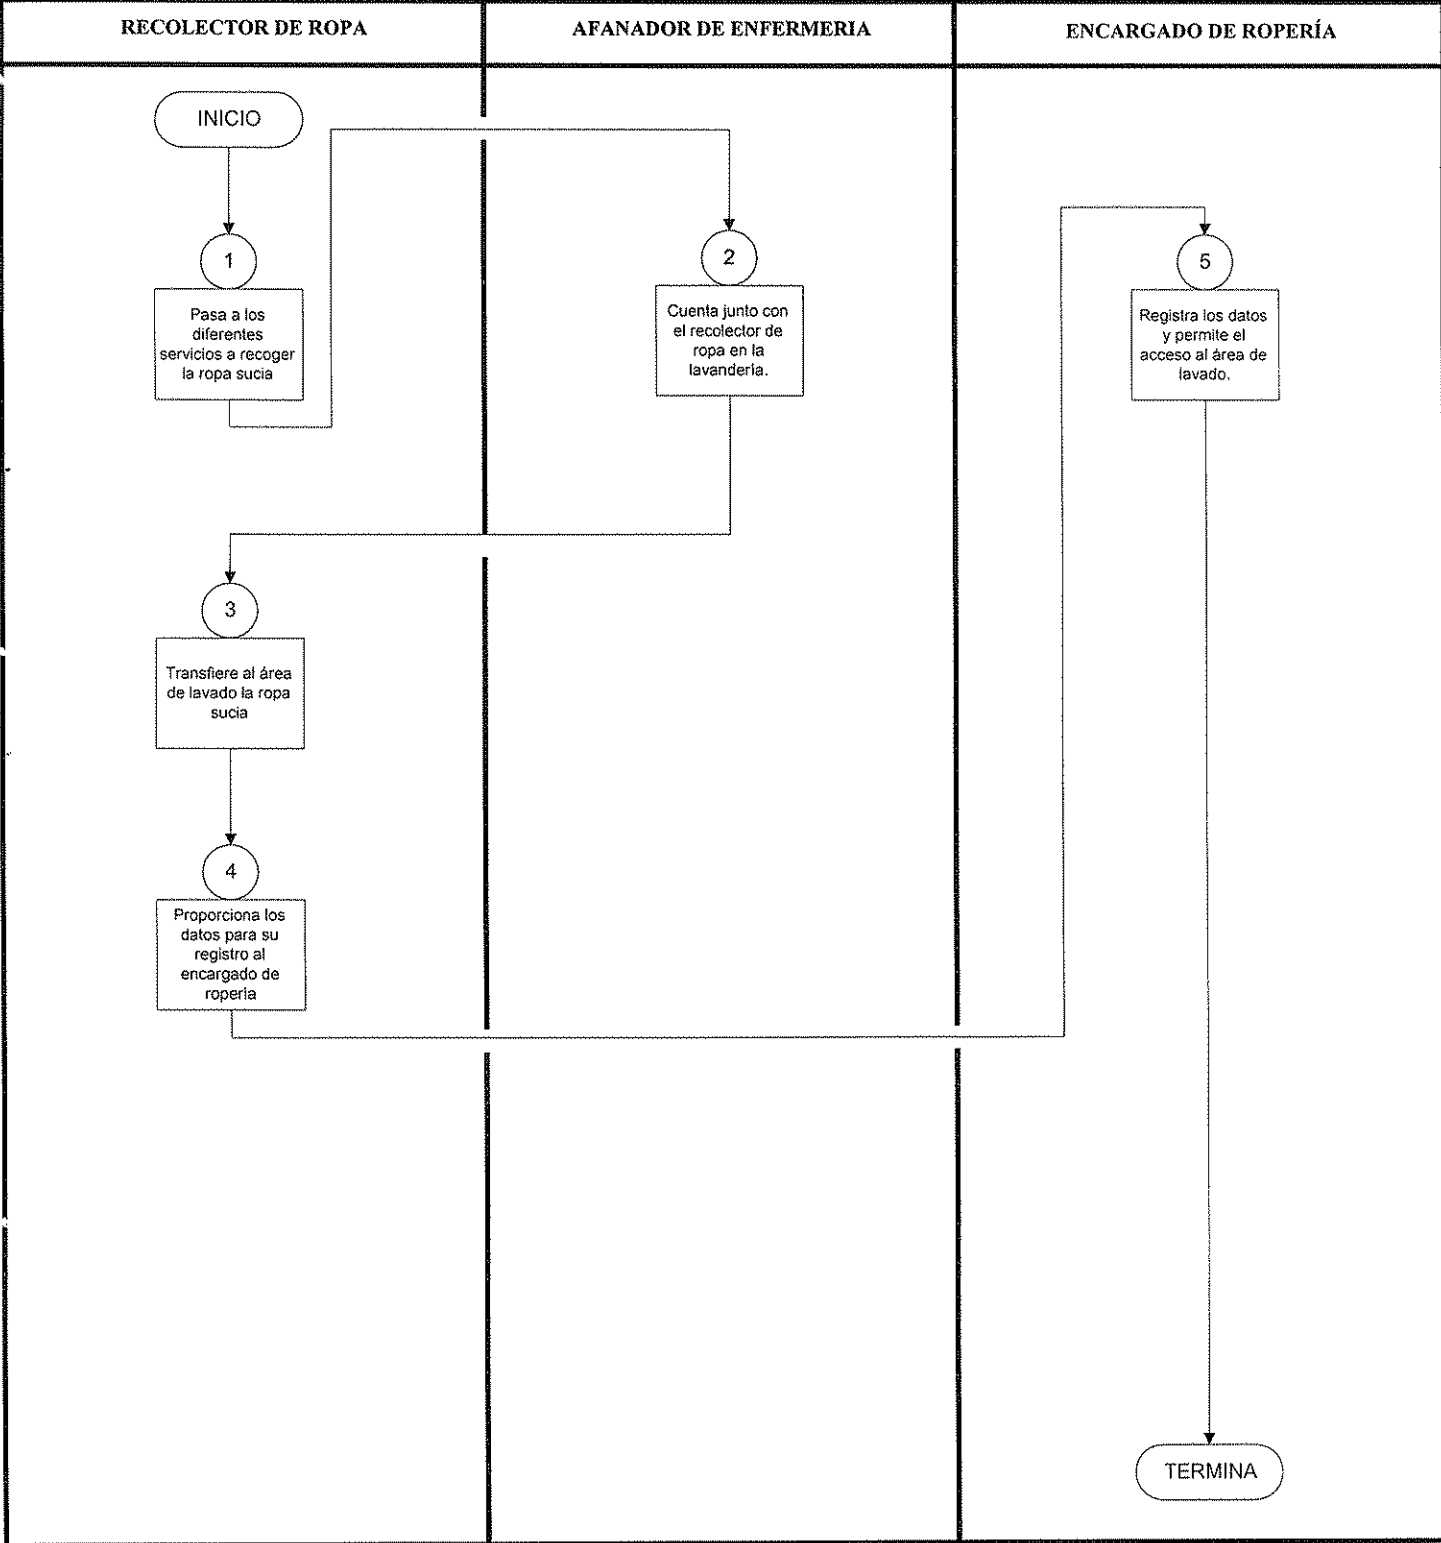 RECOLECTOR DE ROPA
AFANADOR DE ENFERMERIA
ENCARGADO DE ROPERÍA
INICIO
1
Pasa a los
diferentes
servicios a recoger
la ropa sucia
2
Cuenta junto con
el recolector de
ropa en la
lavandería.
3
Transfiere al área
de lavado la ropa
sucia
4
Proporciona los
datos para su
registro al
encargado de
ropería
5
Registra los datos
y permite el
acceso al área de
lavado.
TERMINA